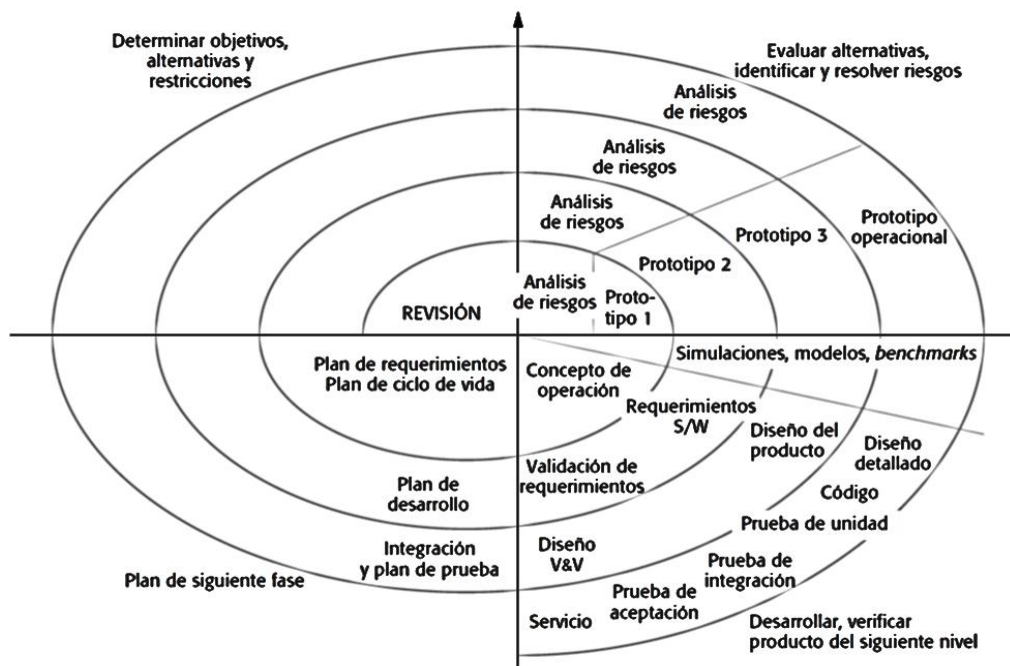 Determinar objetivos,
alternativas y
restricciones
Evaluar alternativas,
identificar y resolver riesgos
Análisis
de riesgos
Análisis
de riesgos
Análisis
de riesgos
Análisis
de riesgos
Prototipo
operacional
Prototipo 3
Prototipo 2
Proto-
tipo 1
REVISIÓN
Plan de requerimientos
Plan de ciclo de vida
Concepto de
operación
Simulaciones, modelos, benchmarks
Requerimientos
S/W
Diseño del
producto
Diseño
detallado
Plan de
desarrollo
Validación de
requerimientos
Código
Prueba de unidad
Integración
y plan de prueba
Diseño
V&V
Prueba de
integración
Plan de siguiente fase
Prueba de
aceptación
Servicio
Desarrollar, verificar
producto del siguiente nivel